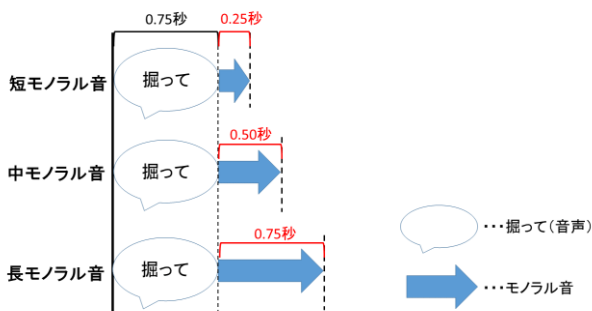 0.75秒 0.25秒
短モノラル音 掘って
0.50秒
中モノラル音 掘って
0.75秒
長モノラル音 掘って
・・・掘って(音声)
・・・モノラル音